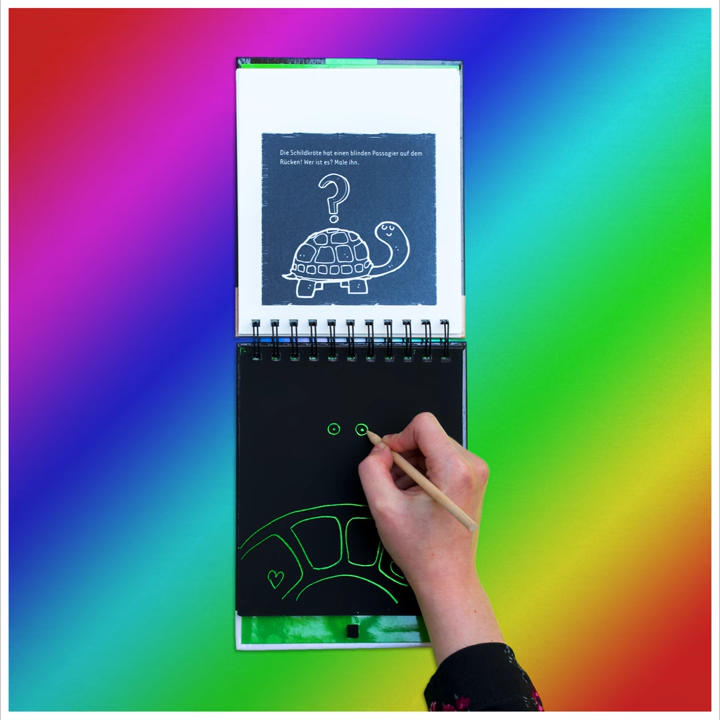 Die Schildkröte hat einen blinden Passagier auf dem
Rücken! Wer ist es? Male ihn.
?